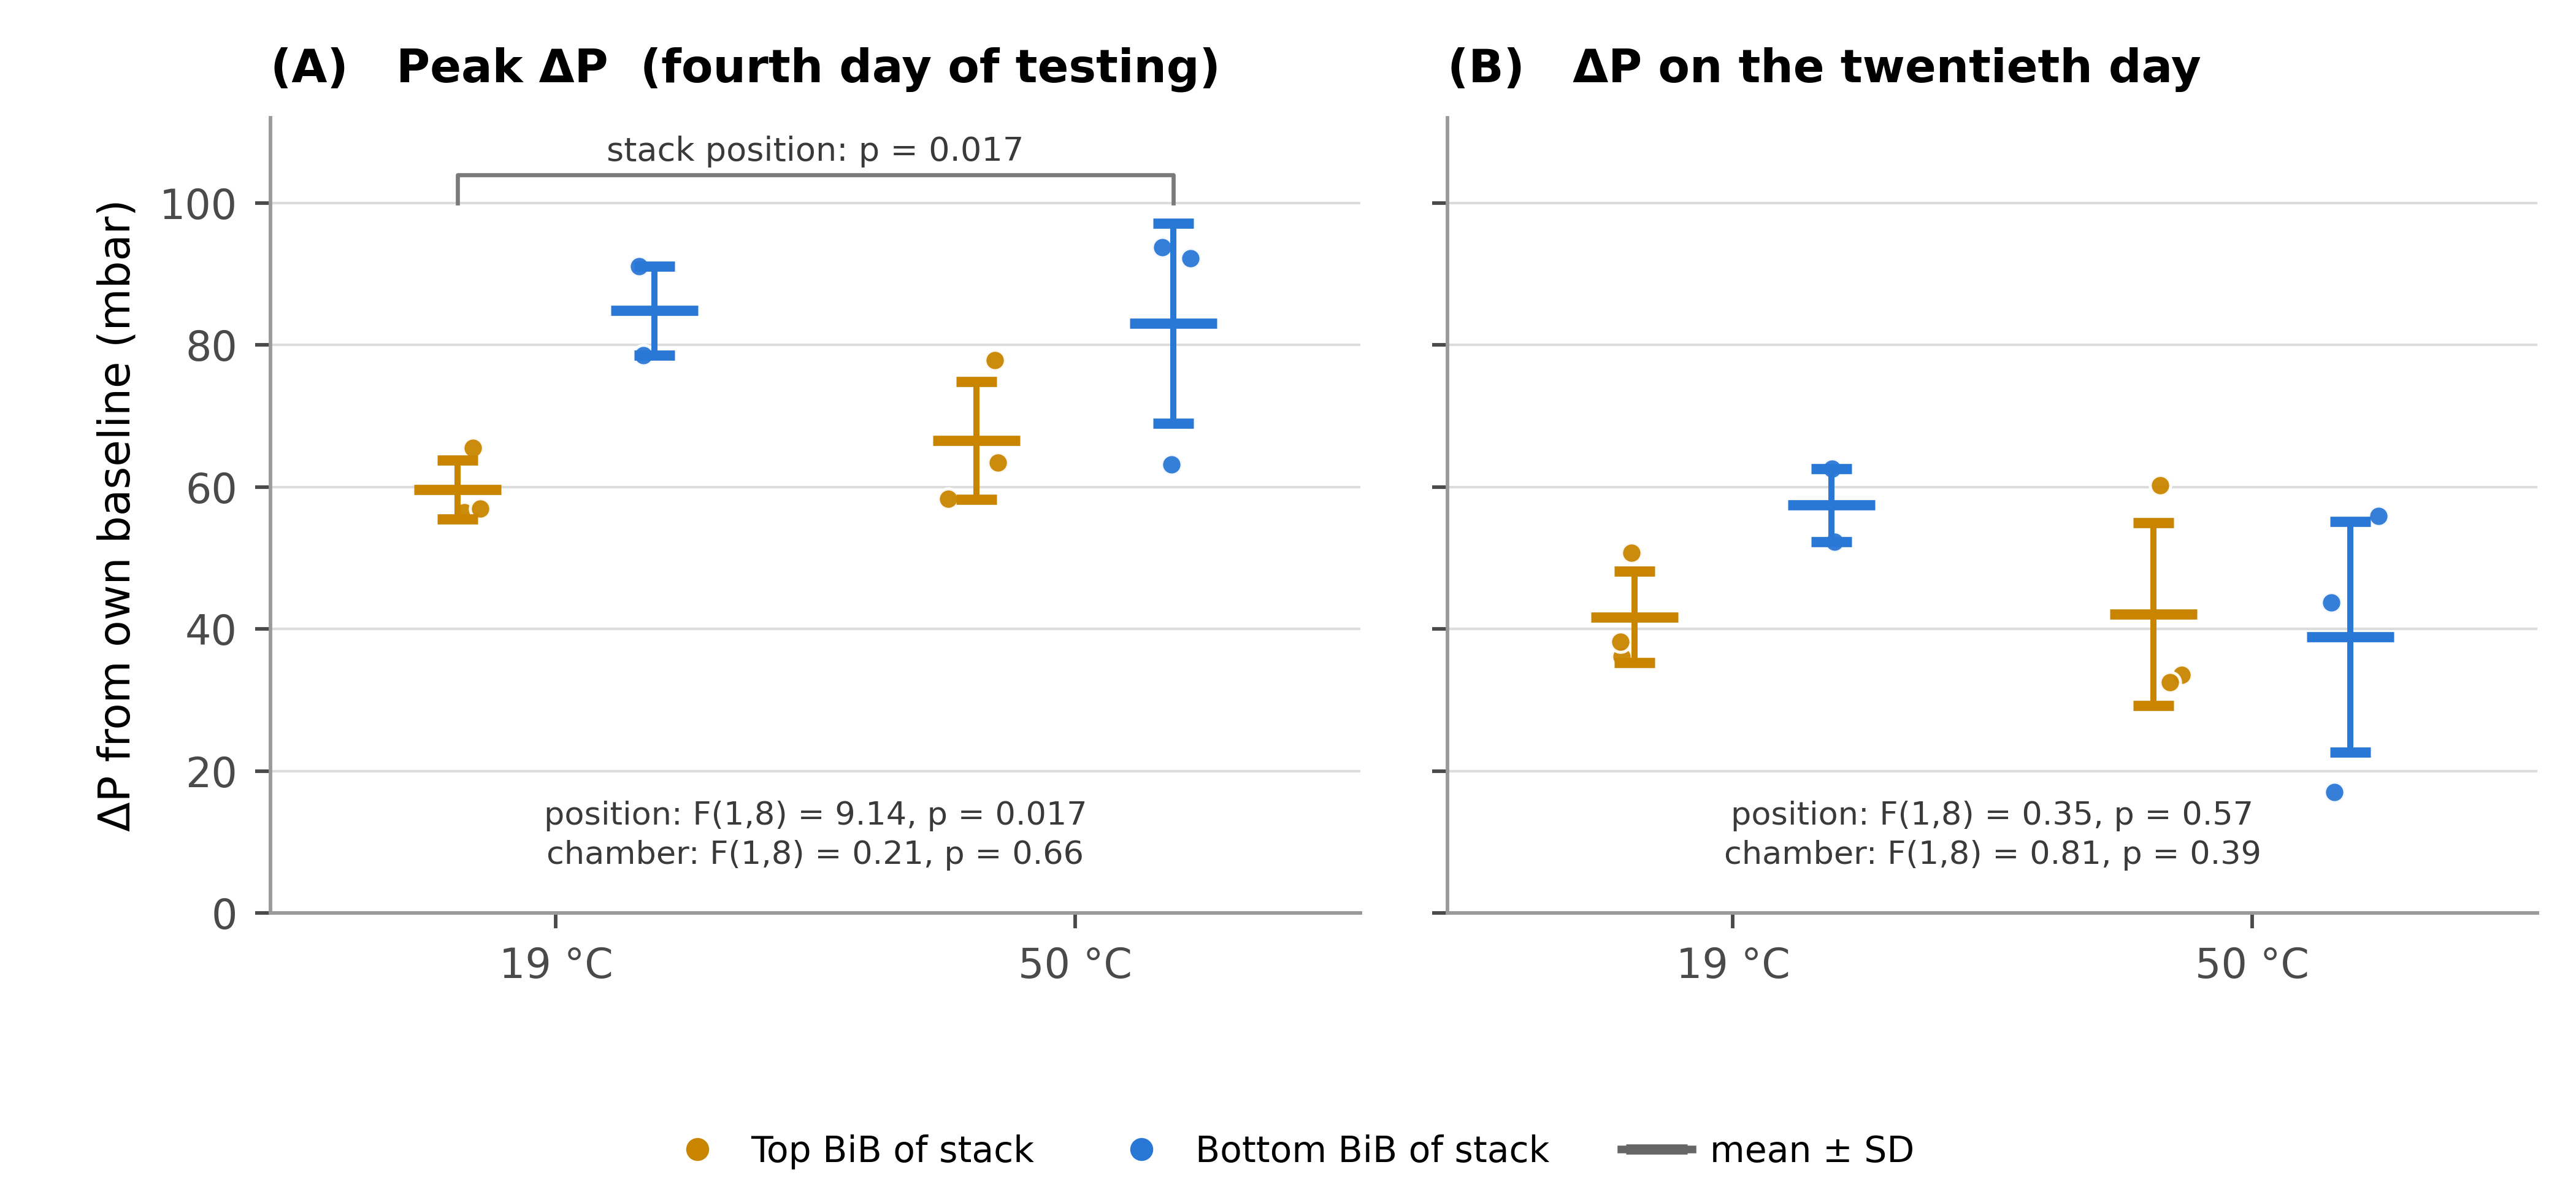 (A) Peak ΔP (fourth day of testing)
stack position: p = 0.017
ΔP from own baseline (mbar)
100
80
60
40
20
0
position: F(1,8) = 9.14, p = 0.017
chamber: F(1,8) = 0.21, p = 0.66
19 °C
50 °C
(B) ΔP on the twentieth day
position: F(1,8) = 0.35, p = 0.57
chamber: F(1,8) = 0.81, p = 0.39
19 °C
50 °C
Top BiB of stack
Bottom BiB of stack
mean ± SD